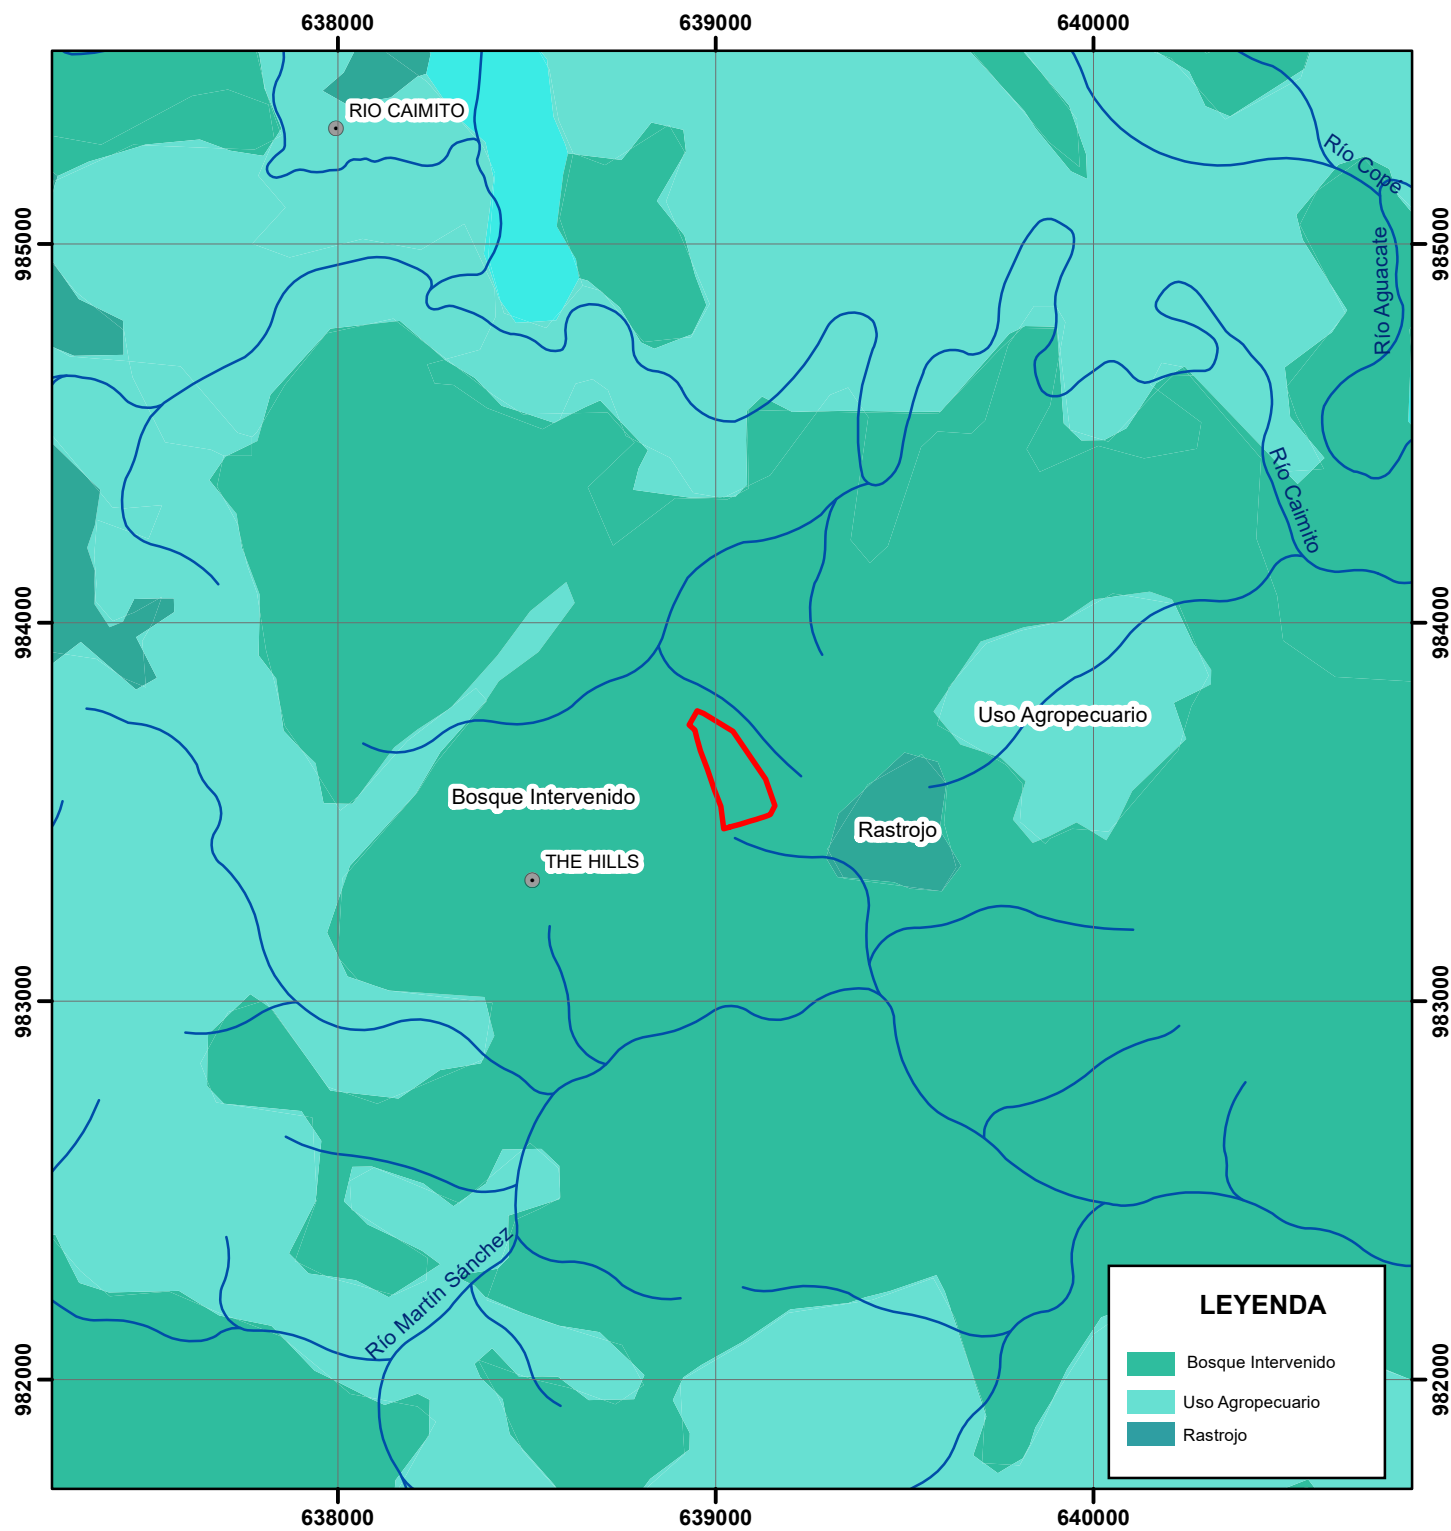 638000
639000
640000
RIO CAIMITO
Río Cope
985000
985000
Río Aguacate
Río Caimito
984000
984000
Uso Agropecuario
Bosque Intervenido
Rastrojo
THE HILLS
983000
983000
Río Martín Sánchez
LEYENDA
Bosque Intervenido
Uso Agropecuario
Rastrojo
982000
982000
638000
639000
640000